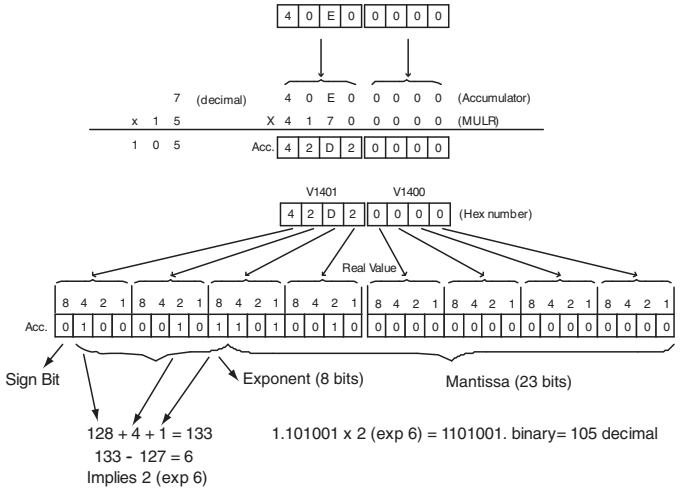 4 0 E 0 0 0 0 0
7 (decimal) 4 0 E 0 0 0 0 0 (Accumulator)
x 1 5 X 4 1 7 0 0 0 0 0 (MULR)
1 0 5 Acc. 4 2 D 2 0 0 0 0
V1401 V1400
4 2 D 2 0 0 0 0 (Hex number)
Real Value
8 4 2 1 8 4 2 1 8 4 2 1 8 4 2 1 8 4 2 1 8 4 2 1 8 4 2 1 8 4 2 1
Acc. 0 1 0 0 0 0 1 0 1 1 0 1 0 0 1 0 0 0 0 0 0 0 0 0 0 0 0 0 0 0 0 0
Sign Bit Exponent (8 bits) Mantissa (23 bits)
128 + 4 + 1 = 133 1.101001 x 2 (exp 6) = 1101001. binary= 105 decimal
133 - 127 = 6
Implies 2 (exp 6)